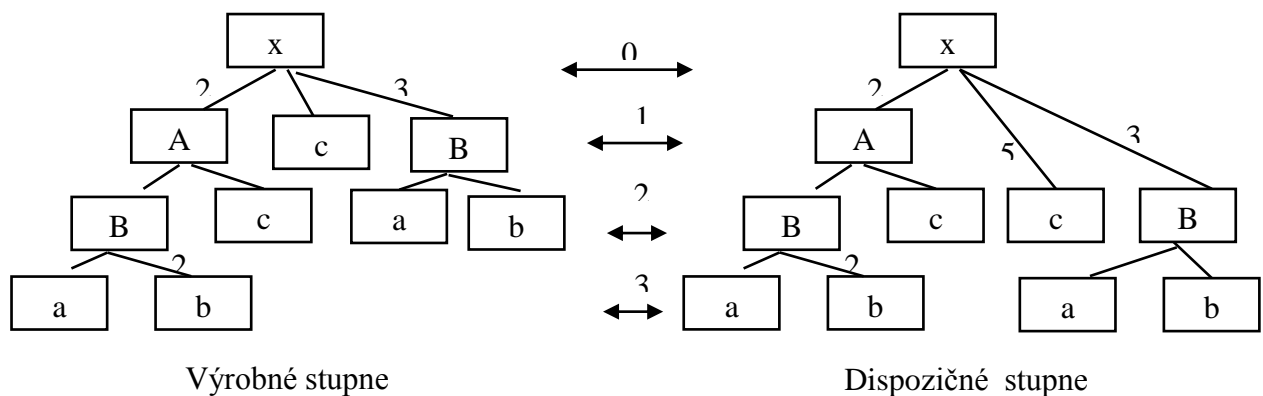 x 0 x
2 3 2
A c B 1 A 5 3
B c a b 2 B c c B
2 2
a b 3 a b a b
Výrobné stupne Dispozičné stupne